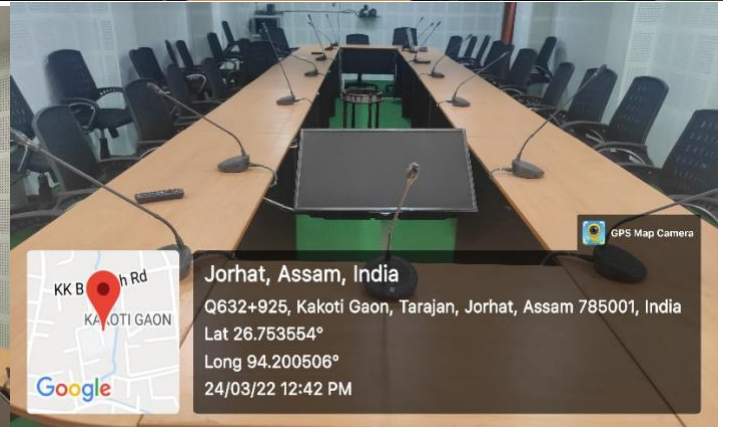 GPS Map Camera
KK B h Rd
KAKOTI GAON
Google
Jorhat, Assam, India
Q632+925, Kakoti Gaon, Tarajan, Jorhat, Assam 785001, India
Lat 26.753554°
Long 94.200506°
24/03/22 12:42 PM